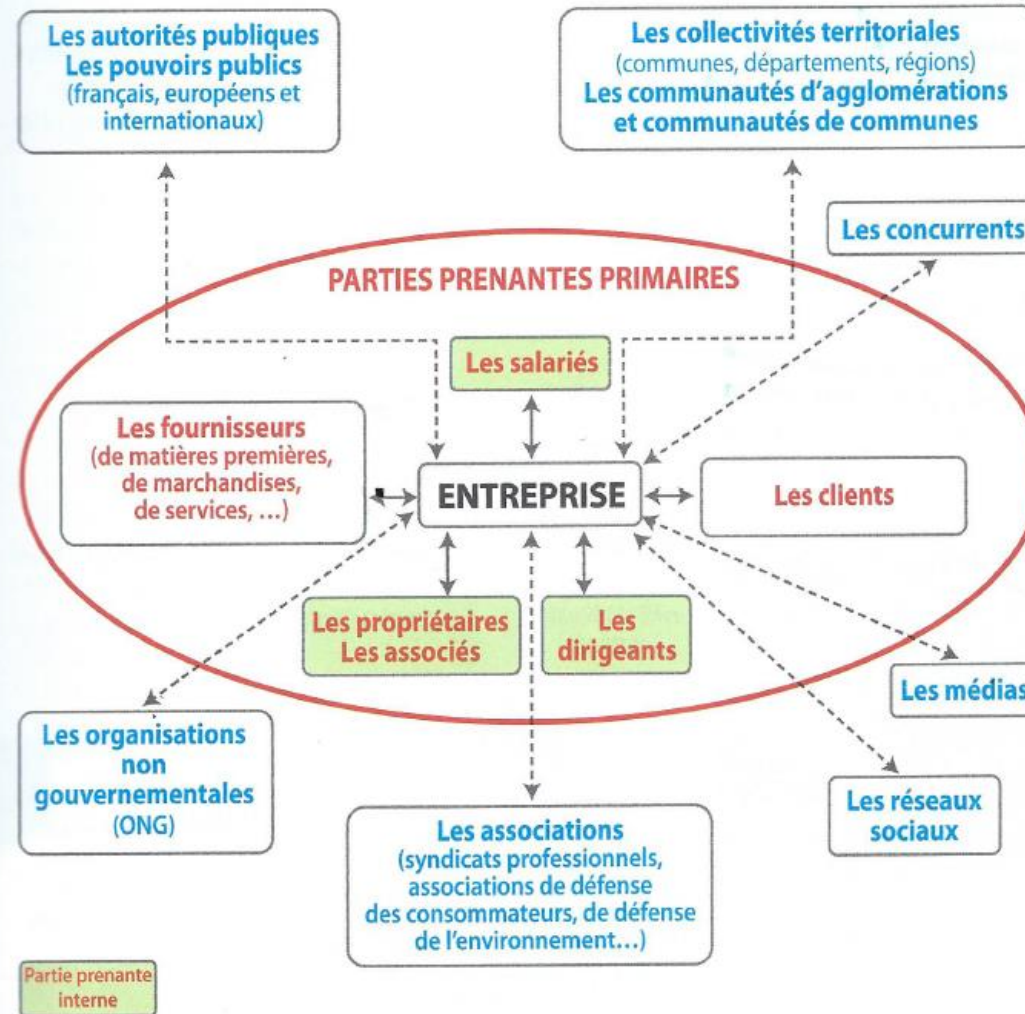 Les autorités publiques
Les pouvoirs publics
(français, européens et
internationaux)
Les collectivités territoriales
(communes, départements, régions)
Les communautés d'agglomérations
et communautés de communes
Les concurrents
PARTIES PRENANTES PRIMAIRES
Les salariés
Les fournisseurs
(de matières premières,
de marchandises,
de services, ...)
ENTREPRISE
Les clients
Les propriétaires
Les associés
Les
dirigeants
Les médias
Les organisations
non
gouvernementales
(ONG)
Les associations
(syndicats professionnels,
associations de défense
des consommateurs, de défense
de l'environnement...)
Les réseaux
sociaux
Partie prenante
interne